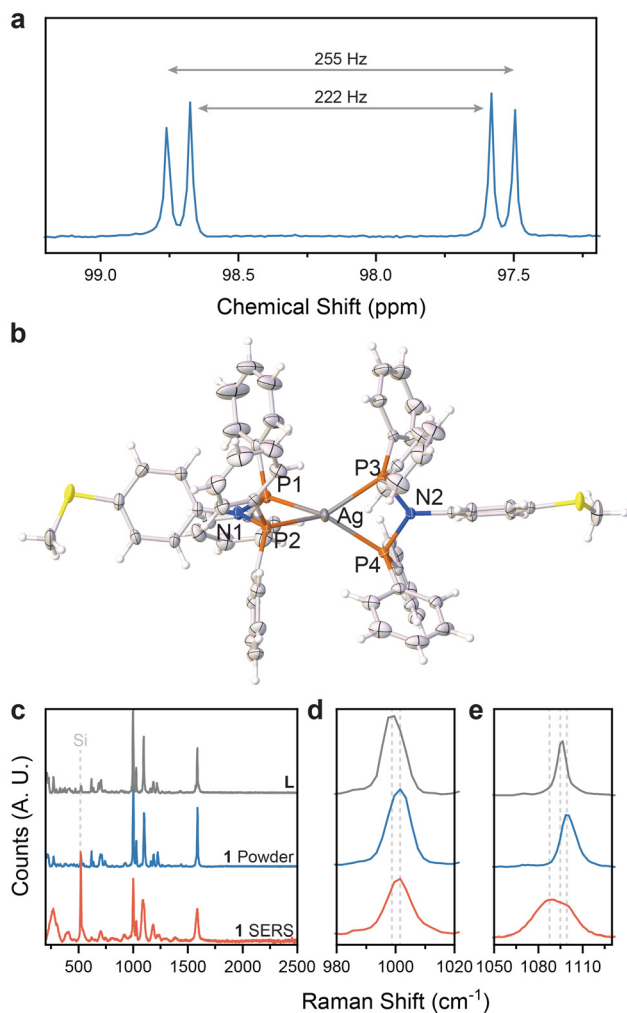 a
255 Hz
222 Hz
99.0 98.5 98.0 97.5
Chemical Shift (ppm)
b
P1 P3
N1 Ag N2
P2 P4
c d e
Si
L
1 Powder
1 SERS
Counts (A. U.)
500 1000 1500 2000 2500 980 1000 1020 1050 1080 1110
Raman Shift (cm⁻¹)